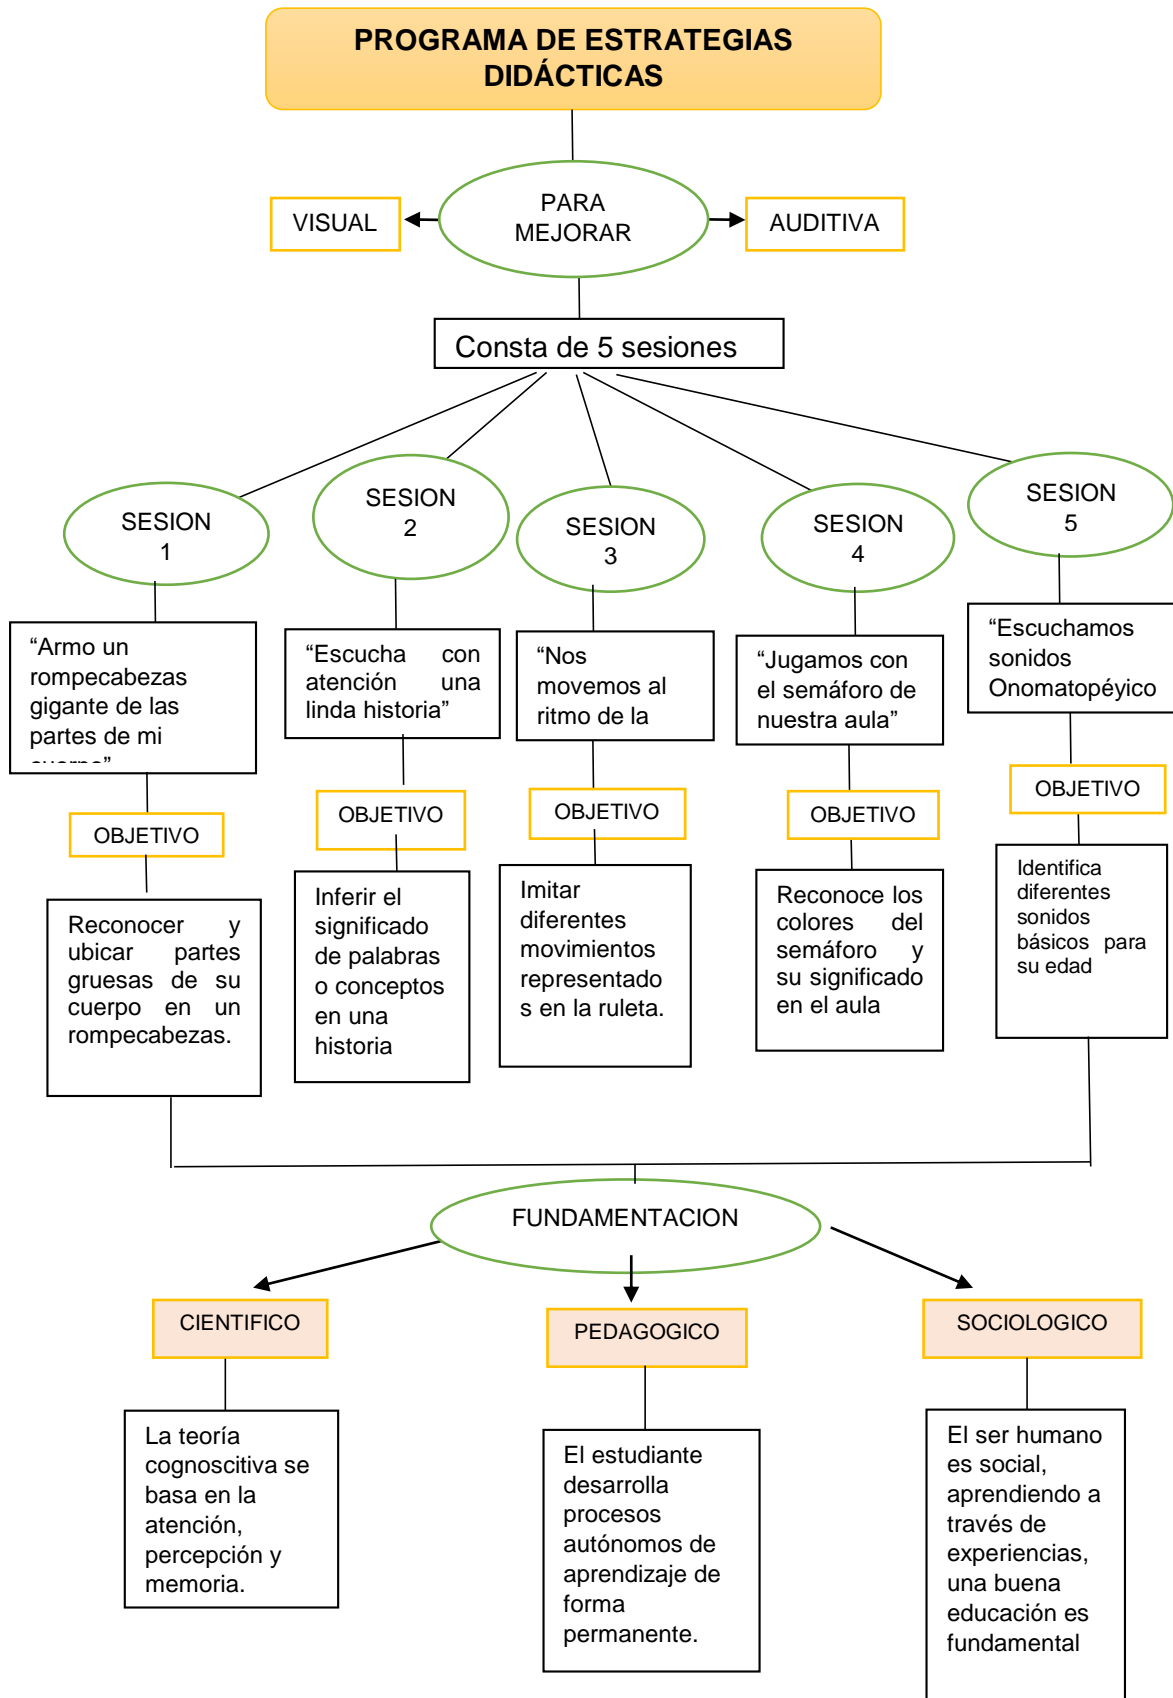 PROGRAMA DE ESTRATEGIAS
DIDÁCTICAS
PARA
MEJORAR
VISUAL
AUDITIVA
Consta de 5 sesiones
SESION
1
SESION
2
SESION
3
SESION
4
SESION
5
“Armo un
rompecabezas
gigante de las
partes de mi
“Escucha con
atención una
linda historia”
“Nos
movemos al
ritmo de la
“Jugamos con
el semáforo de
nuestra aula”
“Escuchamos
sonidos
Onomatopéyico
OBJETIVO
OBJETIVO
OBJETIVO
OBJETIVO
OBJETIVO
Reconocer y
ubicar partes
gruesas de su
cuerpo en un
rompecabezas.
Inferir el
significado
de palabras
o conceptos
en una
historia
Imitar
diferentes
movimientos
representado
s en la ruleta.
Reconoce los
colores del
semáforo y
su significado
en el aula
Identifica
diferentes
sonidos
básicos para
su edad
FUNDAMENTACION
CIENTIFICO
PEDAGOGICO
SOCIOLOGICO
La teoría
cognoscitiva se
basa en la
atención,
percepción y
memoria.
El estudiante
desarrolla
procesos
autónomos de
aprendizaje de
forma
permanente.
El ser humano
es social,
aprendiendo a
través de
experiencias,
una buena
educación es
fundamental